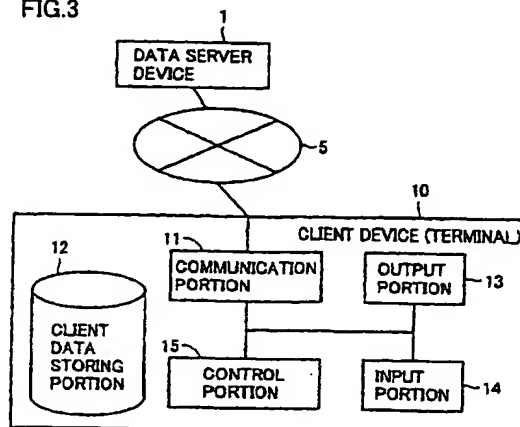 FIG.3
1
DATA SERVER
DEVICE
5
10
CLIENT DEVICE (TERMINAL)
11
COMMUNICATION
PORTION
12
CLIENT
DATA
STORING
PORTION
OUTPUT
PORTION
13
15
CONTROL
PORTION
INPUT
PORTION
14